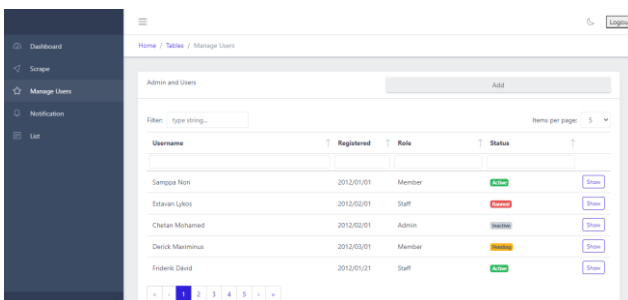 Logou
Dashboard
Home / Tables / Manage Users
Scrape
Manage Users
Notification
List
Admin and Users
Add
Filter: type string...
Items per page: 5
Username Registered Role Status
Samppa Nori 2012/01/01 Member Active Show
Estavan Lykos 2012/02/01 Staff Banned Show
Chetan Mohamed 2012/02/01 Admin Inactive Show
Derick Maximinus 2012/03/01 Member Pending Show
Friderik Dávid 2012/01/21 Staff Active Show
« ‹ 1 2 3 4 5 › »